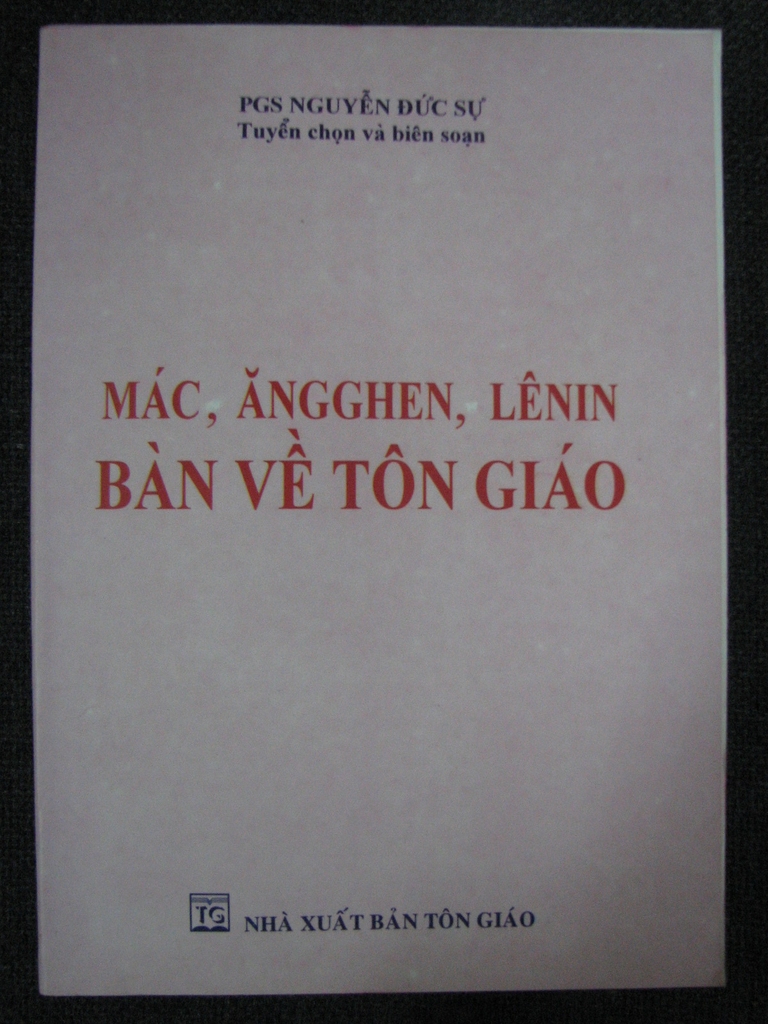 PGS NGUYỄN ĐỨC SỰ
Tuyển chọn và biên soạn
MÁC, ĂNGGHEN, LÊNIN
BÀN VỀ TÔN GIÁO
TG
NHÀ XUẤT BẢN TÔN GIÁO